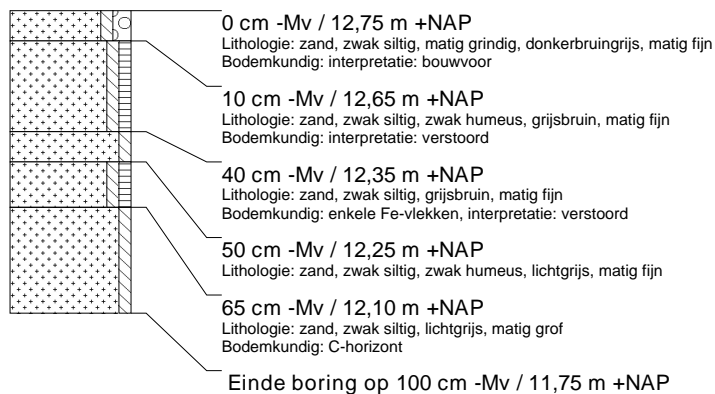 0 cm -Mv / 12,75 m +NAP
Lithologie: zand, zwak siltig, matig grindig, donkerbruingrijs, matig fijn
Bodemkundig: interpretatie: bouwvoor
10 cm -Mv / 12,65 m +NAP
Lithologie: zand, zwak siltig, zwak humeus, grijsbruin, matig fijn
Bodemkundig: interpretatie: verstoord
40 cm -Mv / 12,35 m +NAP
Lithologie: zand, zwak siltig, grijsbruin, matig fijn
Bodemkundig: enkele Fe-vlekken, interpretatie: verstoord
50 cm -Mv / 12,25 m +NAP
Lithologie: zand, zwak siltig, zwak humeus, lichtgrijs, matig fijn
65 cm -Mv / 12,10 m +NAP
Lithologie: zand, zwak siltig, lichtgrijs, matig grof
Bodemkundig: C-horizont
Einde boring op 100 cm -Mv / 11,75 m +NAP